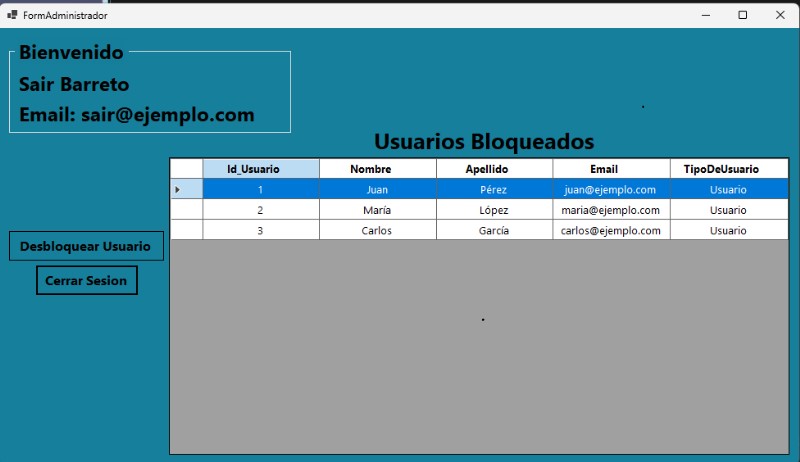 FormAdministrador
Bienvenido
Sair Barreto
Email: sair@ejemplo.com
Usuarios Bloqueados
Id_Usuario Nombre Apellido Email TipoDeUsuario
1 Juan Pérez juan@ejemplo.com Usuario
2 María López maria@ejemplo.com Usuario
3 Carlos García carlos@ejemplo.com Usuario
Desbloquear Usuario
Cerrar Sesion